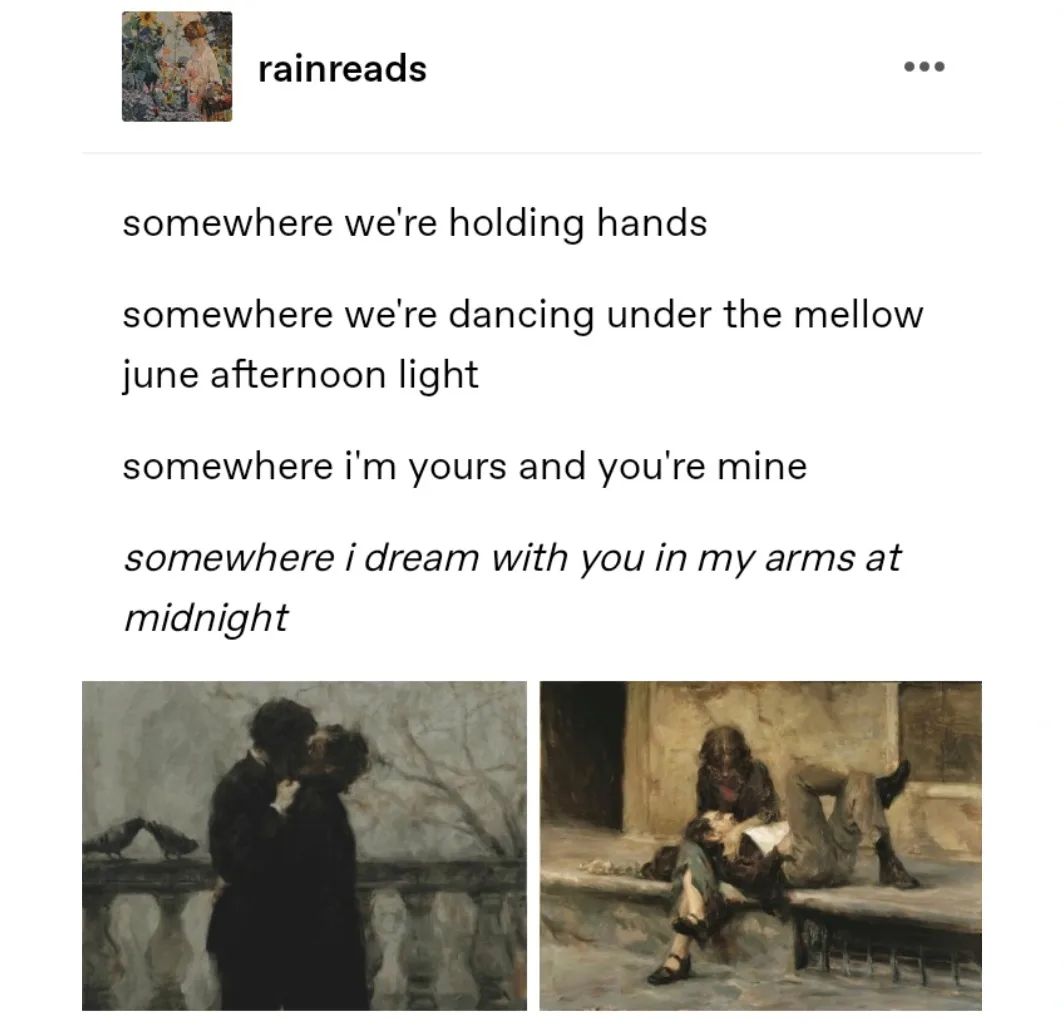 rainreads
somewhere we're holding hands
somewhere we're dancing under the mellow
june afternoon light
somewhere i'm yours and you're mine
somewhere i dream with you in my arms at
midnight